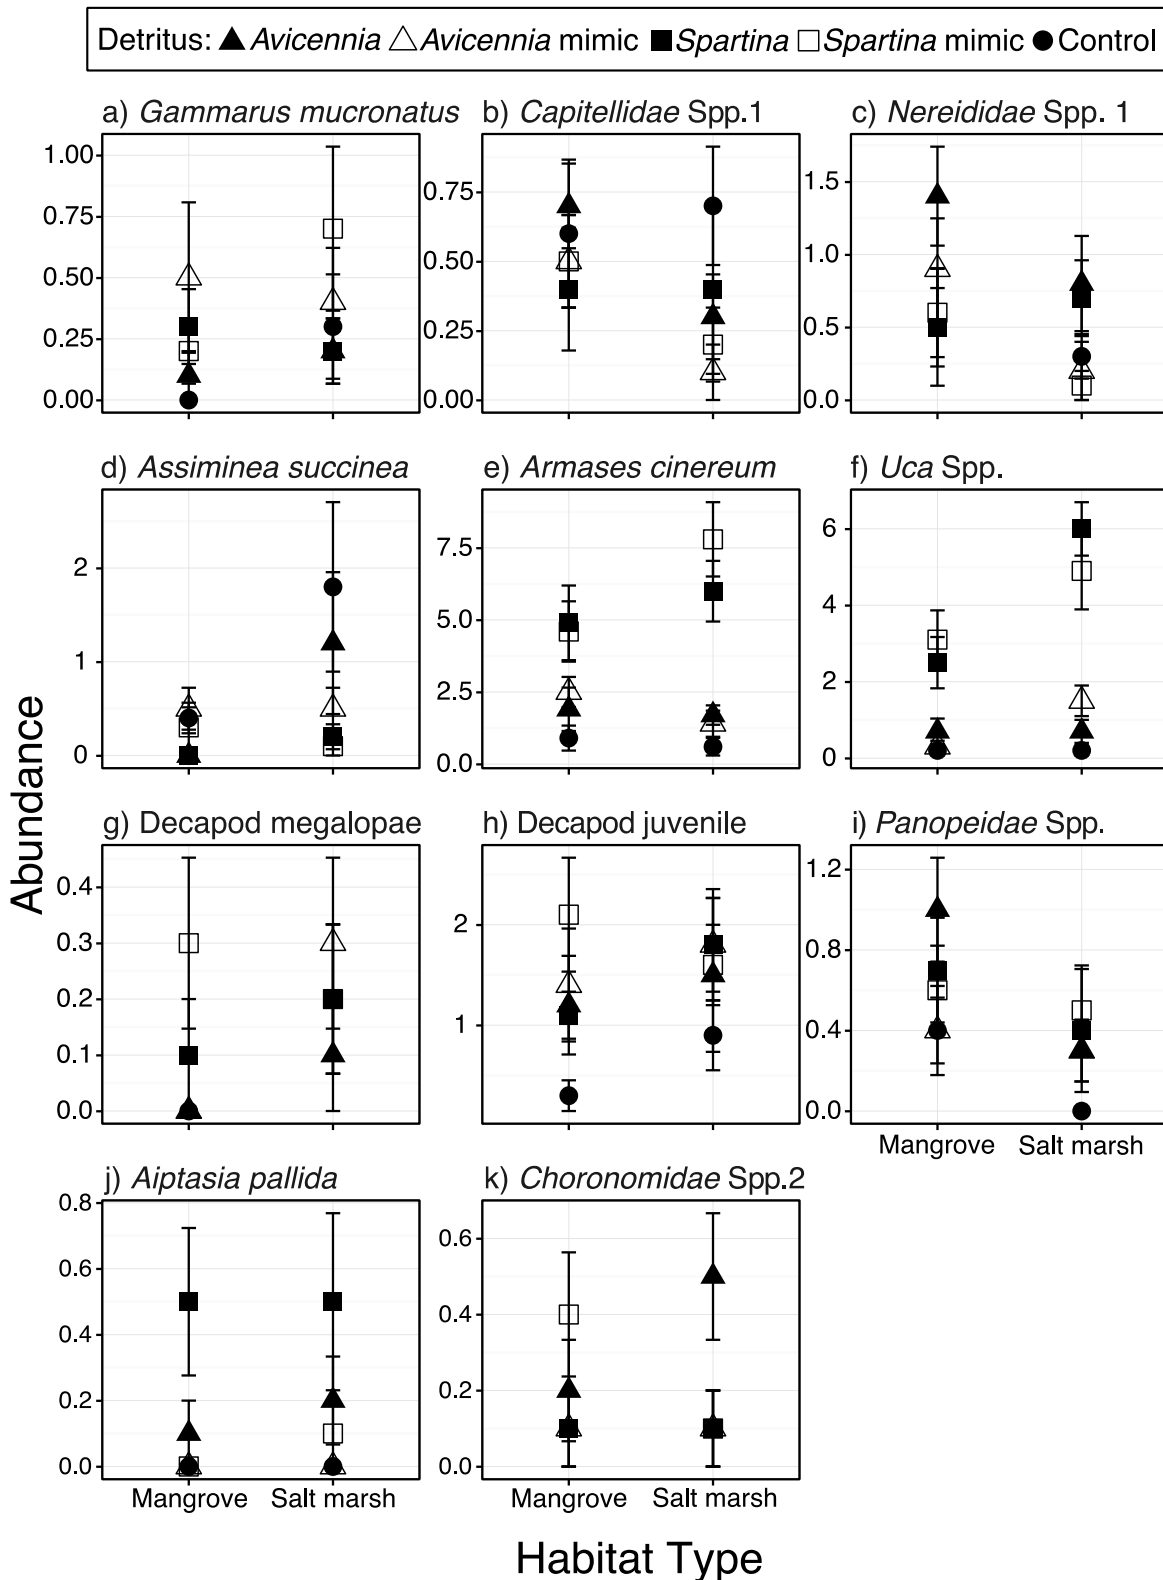 Detritus: Avicennia Avicennia mimic Spartina Spartina mimic Control
a) Gammarus mucronatus
b) Capitellidae Spp.1
c) Nereididae Spp. 1
1.00
0.75
0.50
0.25
0.00
0.75
0.50
0.25
0.00
1.5
1.0
0.5
0.0
d) Assiminea succinea
e) Armases cinereum
f) Uca Spp.
2
1
0
7.5
5.0
2.5
0.0
6
4
2
0
Abundance
g) Decapod megalopae
h) Decapod juvenile
i) Panopeidae Spp.
0.4
0.3
0.2
0.1
0.0
2
1
1.2
0.8
0.4
0.0
Mangrove Salt marsh
j) Aiptasia pallida
k) Choronomidae Spp.2
0.8
0.6
0.4
0.2
0.0
0.6
0.4
0.2
0.0
Mangrove Salt marsh
Mangrove Salt marsh
Habitat Type